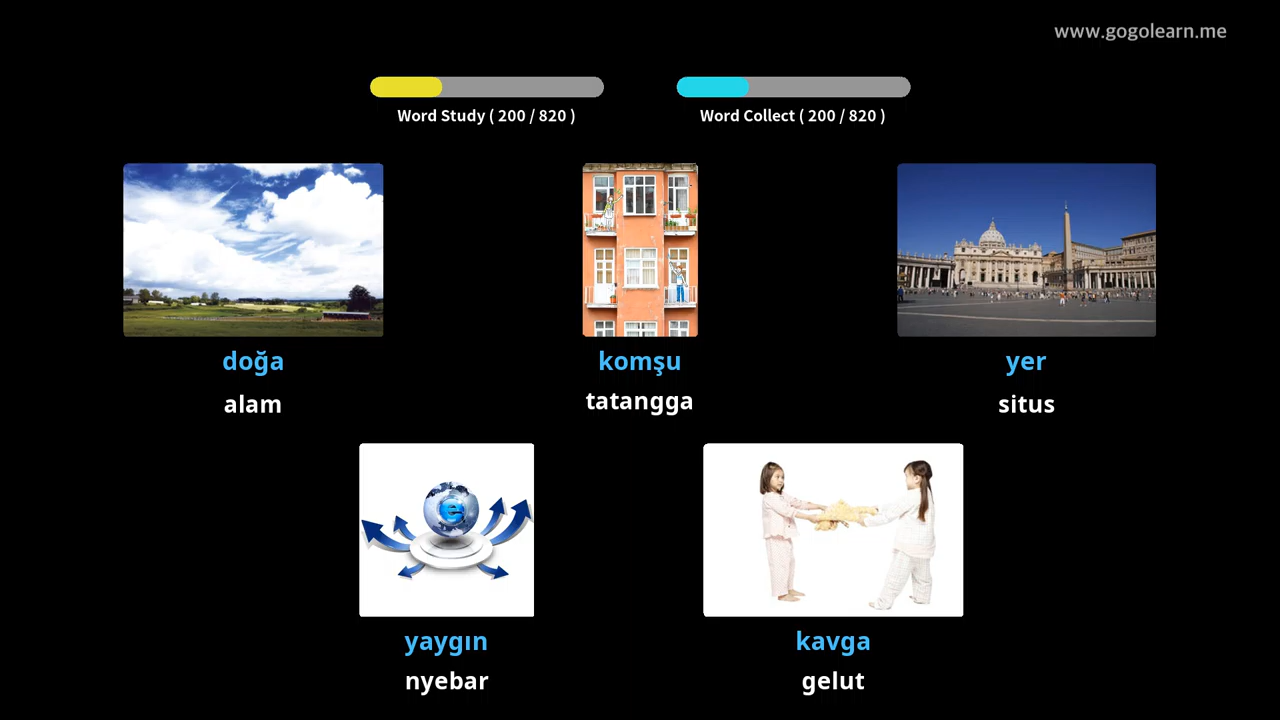 www.gogolearn.me
Word Study ( 200 / 820 )
Word Collect ( 200 / 820 )
doğa
alam
komşu
tatangga
yer
situs
yaygın
nyebar
kavga
gelut